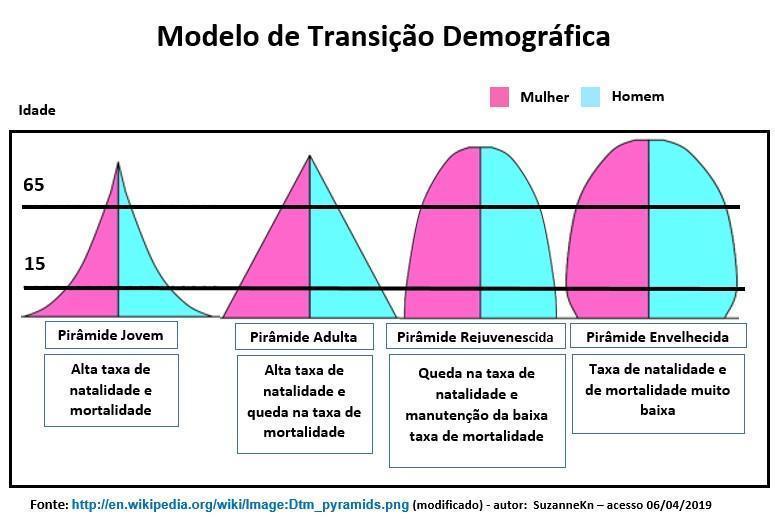 Modelo de Transição Demográfica
Mulher Homem
Idade
65
15
Pirâmide Jovem
Pirâmide Adulta
Pirâmide Rejuvenescida
Pirâmide Envelhecida
Alta taxa de
natalidade e
mortalidade
Alta taxa de
natalidade e
queda na taxa de
mortalidade
Queda na taxa de
natalidade e
manutenção da baixa
taxa de mortalidade
Taxa de natalidade e
de mortalidade muito
baixa
Fonte: http://en.wikipedia.org/wiki/Image:Dtm_pyramids.png (modificado) - autor: SuzanneKn – acesso 06/04/2019